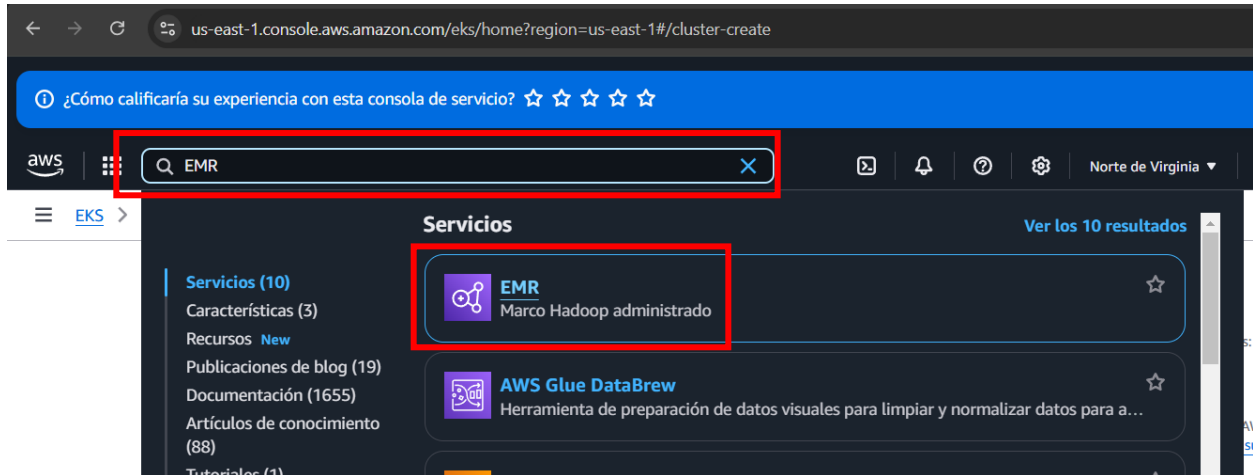 us-east-1.console.aws.amazon.com/eks/home?region=us-east-1#/cluster-create
¿Cómo calificaría su experiencia con esta consola de servicio?
aws
EMR
Norte de Virginia
EKS
Servicios
Ver los 10 resultados
Servicios (10)
Características (3)
Recursos New
Publicaciones de blog (19)
Documentación (1655)
Artículos de conocimiento
(88)
Tutoriales (1)
EMR
Marco Hadoop administrado
AWS Glue DataBrew
Herramienta de preparación de datos visuales para limpiar y normalizar datos para a...